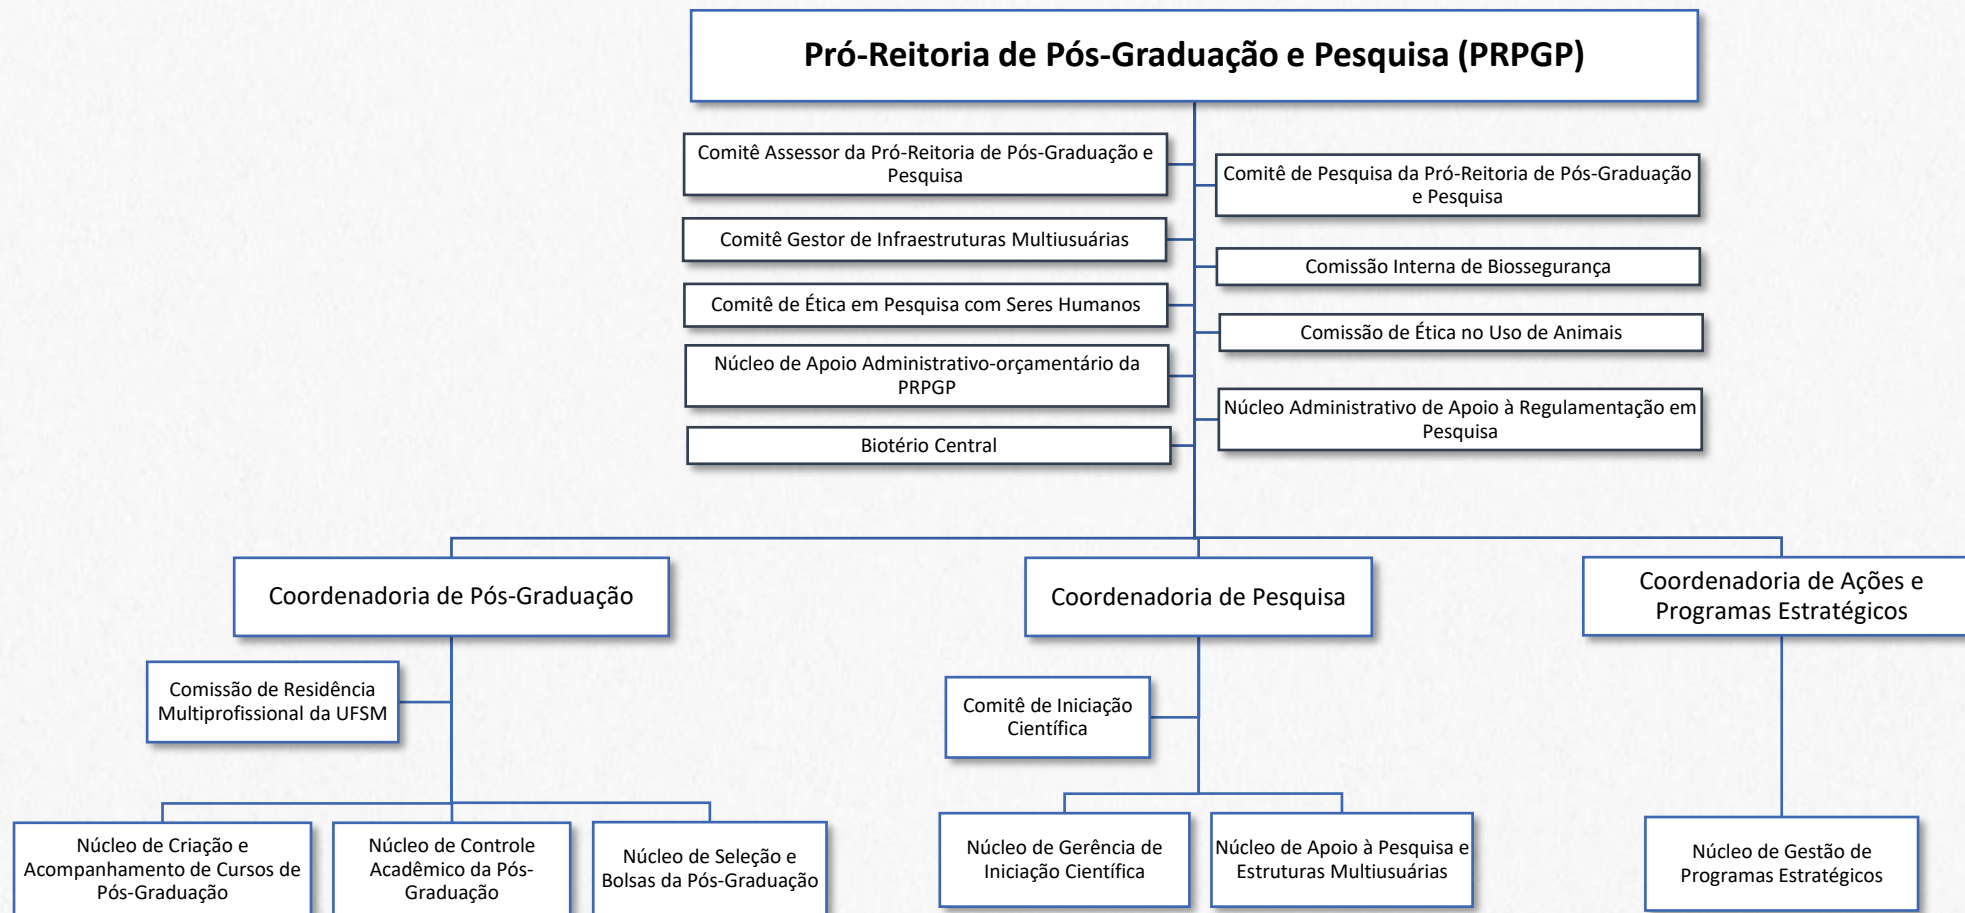 Pró-Reitoria de Pós-Graduação e Pesquisa (PRPGP)
Comitê Assessor da Pró-Reitoria de Pós-Graduação e
Pesquisa
Comitê de Pesquisa da Pró-Reitoria de Pós-Graduação
e Pesquisa
Comitê Gestor de Infraestruturas Multiusuárias
Comissão Interna de Biossegurança
Comitê de Ética em Pesquisa com Seres Humanos
Comissão de Ética no Uso de Animais
Núcleo de Apoio Administrativo-orçamentário da
PRPGP
Núcleo Administrativo de Apoio à Regulamentação em
Pesquisa
Biotério Central
Coordenadoria de Pós-Graduação
Coordenadoria de Pesquisa
Coordenadoria de Ações e
Programas Estratégicos
Comissão de Residência
Multiprofissional da UFSM
Comitê de Iniciação
Científica
Núcleo de Criação e
Acompanhamento de Cursos de
Pós-Graduação
Núcleo de Controle
Acadêmico da Pós-
Graduação
Núcleo de Seleção e
Bolsas da Pós-Graduação
Núcleo de Gerência de
Iniciação Científica
Núcleo de Apoio à Pesquisa e
Estruturas Multiusuárias
Núcleo de Gestão de
Programas Estratégicos